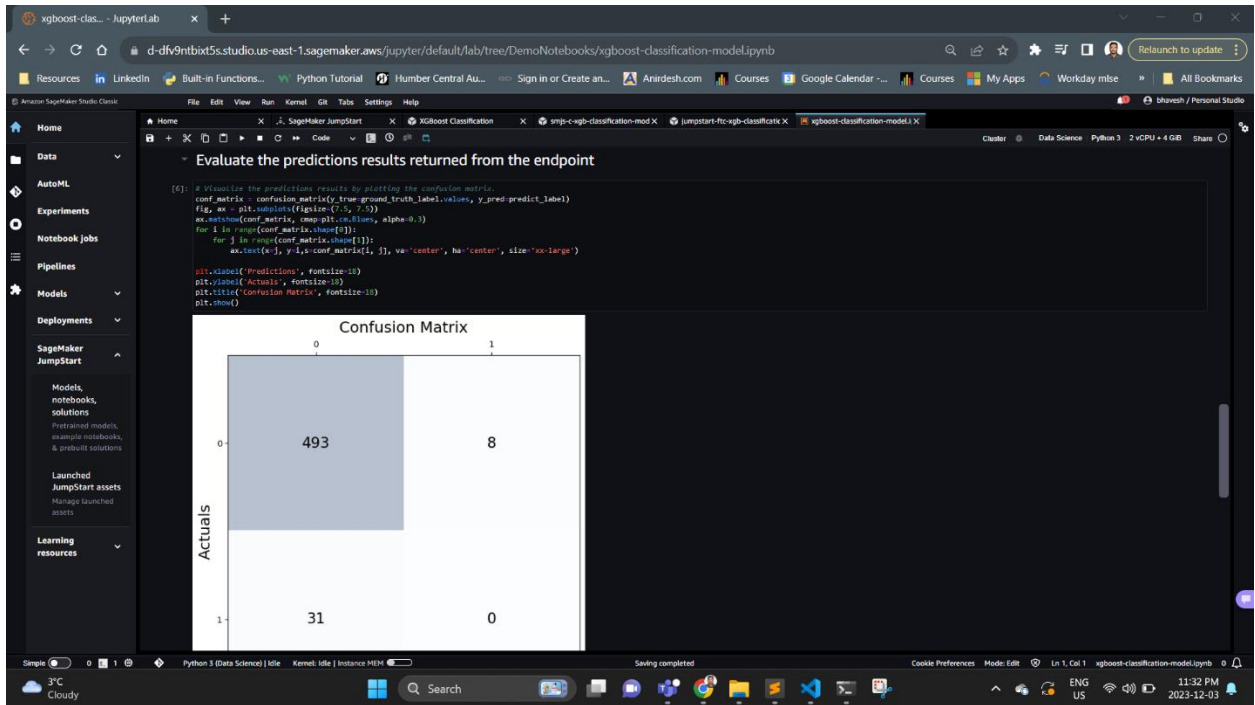 xgboost-clas... - JupyterLab
d-dfv9ntbixt5s.studio.us-east-1.sagemaker.aws/jupyter/default/lab/tree/DemoNotebooks/xgboost-classification-model.ipynb
Relaunch to update
Resources
LinkedIn
Built-in Functions...
Python Tutorial
Humber Central Au...
Sign in or Create an...
Anirdesh.com
Courses
Google Calendar -...
Courses
My Apps
Workday mlse
»
All Bookmarks
Amazon SageMaker Studio Classic
File Edit View Run Kernel Git Tabs Settings Help
bhavesh / Personal Studio
Home
SageMaker JumpStart
XGBoost Classification
smjs-c-xgb-classification-mod
jumpstart-ftc-xgb-classificatic
xgboost-classification-model.i
Code
Cluster
Data Science
Python 3
2 vCPU + 4 GiB
Share
Home
Data
AutoML
Experiments
Notebook jobs
Pipelines
Models
Deployments
SageMaker
JumpStart
Models,
notebooks,
solutions
Pretrained models,
example notebooks,
& prebuilt solutions
Launched
JumpStart assets
Manage launched
assets
Learning
resources
Evaluate the predictions results returned from the endpoint
[6]:
# Visualize the predictions results by plotting the confusion matrix.
conf_matrix = confusion_matrix(y_true=ground_truth_label.values, y_pred=predict_label)
fig, ax = plt.subplots(figsize=(7.5, 7.5))
ax.matshow(conf_matrix, cmap=plt.cm.Blues, alpha=0.3)
for i in range(conf_matrix.shape[0]):
for j in range(conf_matrix.shape[1]):
ax.text(x=j, y=i,s=conf_matrix[i, j], va='center', ha='center', size='xx-large')
plt.xlabel('Predictions', fontsize=18)
plt.ylabel('Actuals', fontsize=18)
plt.title('Confusion Matrix', fontsize=18)
plt.show()
Confusion Matrix
0 1
0 493 8
Actuals
1 31 0
Simple
0
1
Python 3 (Data Science) | Idle
Kernel: Idle | Instance MEM
Saving completed
Cookie Preferences
Mode: Edit
Ln 1, Col 1
xgboost-classification-model.ipynb
0
3°C
Cloudy
Search
ENG
US
11:32 PM
2023-12-03